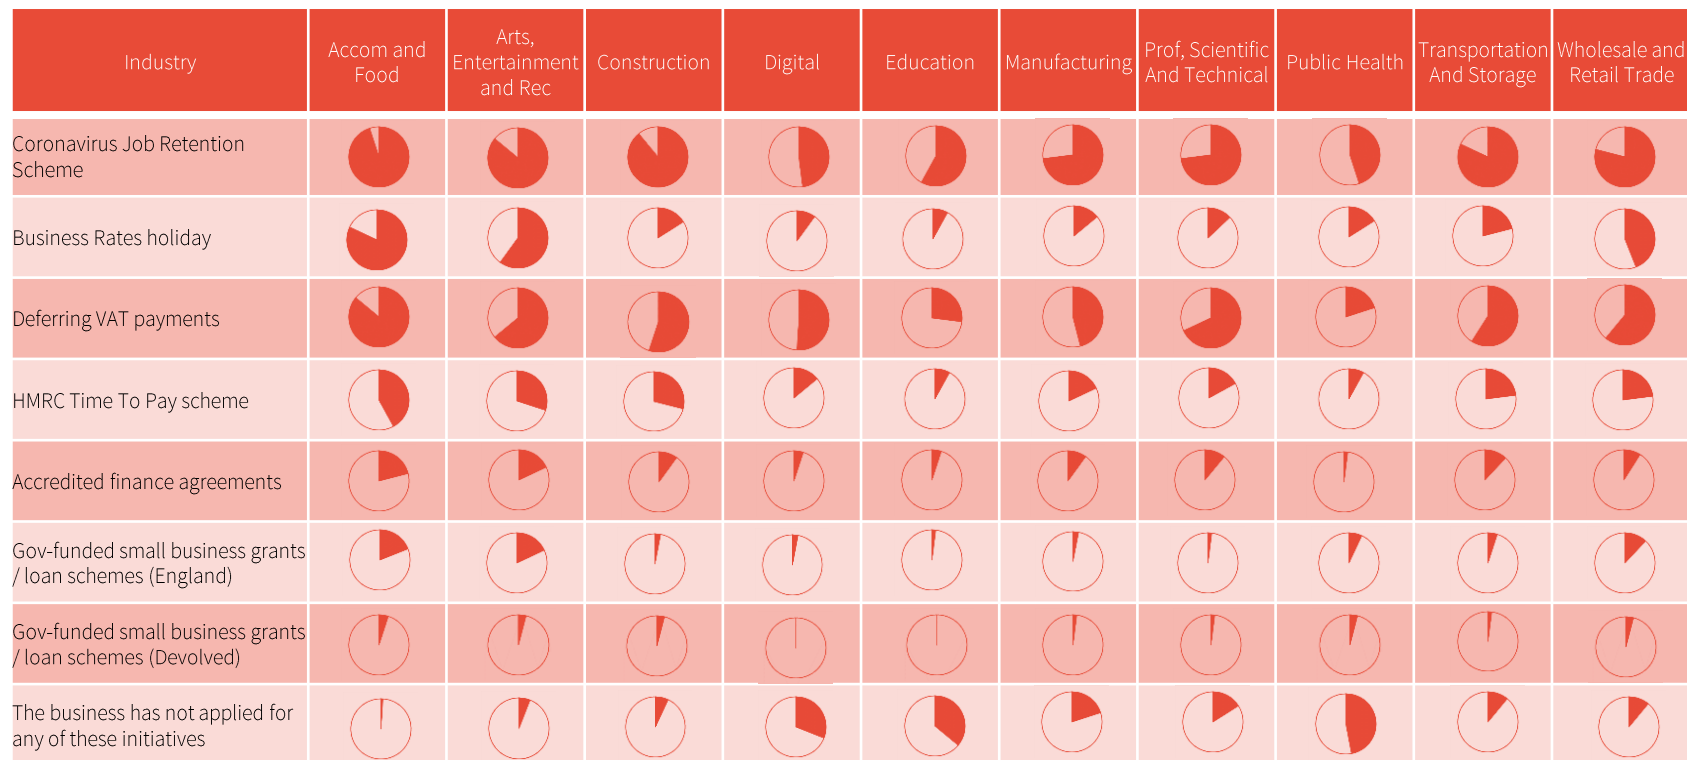 Industry
Accom and
Food
Arts,
Entertainment
and Rec
Construction
Digital
Education
Manufacturing
Prof, Scientific
And Technical
Public Health
Transportation
And Storage
Wholesale and
Retail Trade
Coronavirus Job Retention
Scheme
Business Rates holiday
Deferring VAT payments
HMRC Time To Pay scheme
Accredited finance agreements
Gov-funded small business grants
/ loan schemes (England)
Gov-funded small business grants
/ loan schemes (Devolved)
The business has not applied for
any of these initiatives